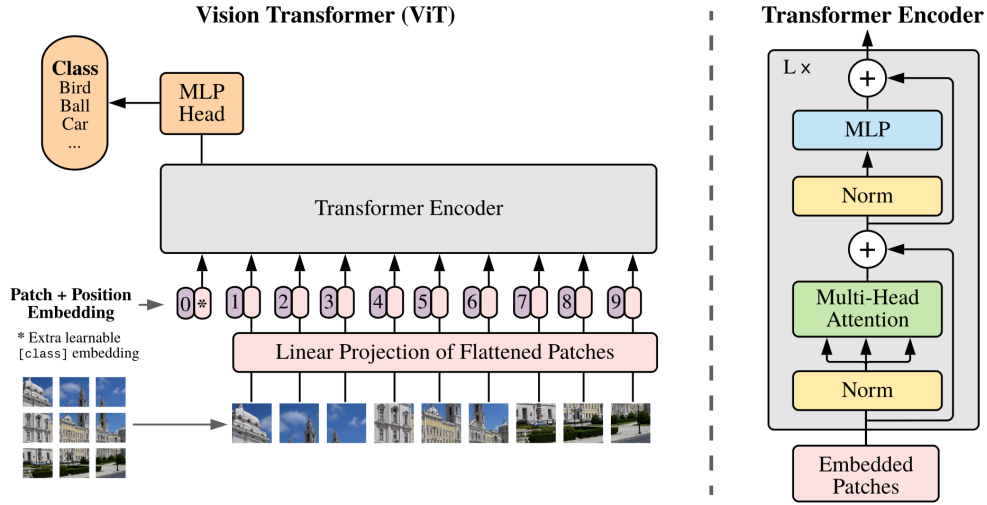 Vision Transformer (ViT)
Class
Bird
Ball
Car
...
MLP
Head
Transformer Encoder
Patch + Position
Embedding
0 * 1 2 3 4 5 6 7 8 9
* Extra learnable
[class] embedding
Linear Projection of Flattened Patches
Transformer Encoder
L ×
+
MLP
Norm
+
Multi-Head
Attention
Norm
Embedded
Patches